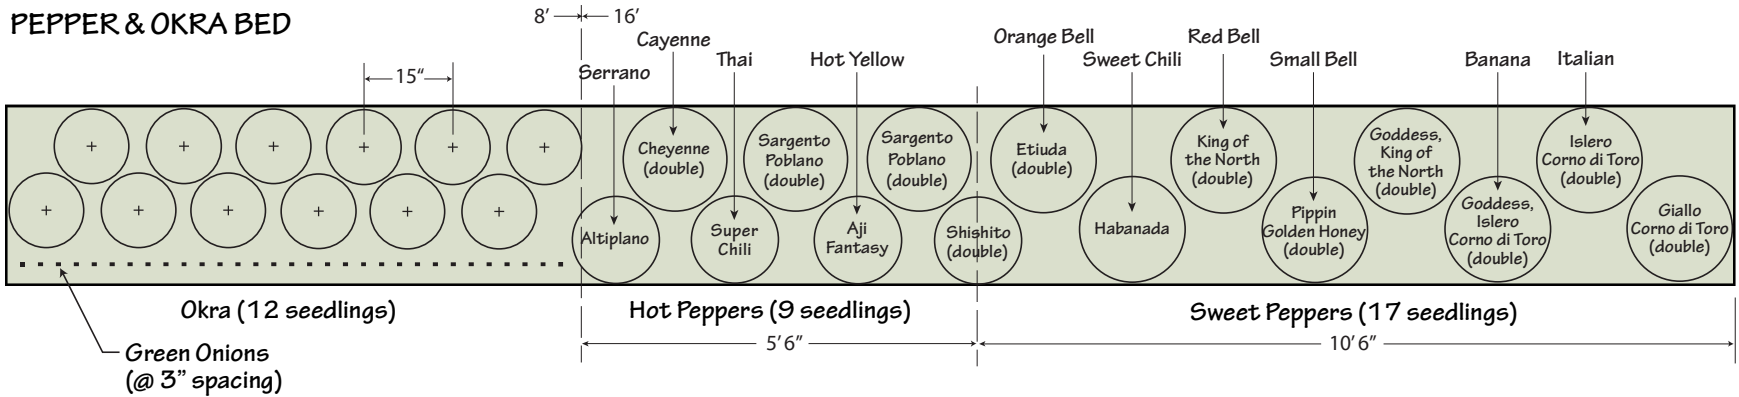 PEPPER & OKRA BED
8’
16’
15“
Serrano
Cayenne
Thai
Hot Yellow
Orange Bell
Sweet Chili
Red Bell
Small Bell
Banana
Italian
Cheyenne
(double)
Sargento
Poblano
(double)
Sargento
Poblano
(double)
Etiuda
(double)
King of
the North
(double)
Goddess,
King of
the North
(double)
Islero
Corno di Toro
(double)
Altiplano
Super
Chili
Aji
Fantasy
Shishito
(double)
Habanada
Pippin
Golden Honey
(double)
Goddess,
Islero
Corno di Toro
(double)
Giallo
Corno di Toro
(double)
Okra (12 seedlings)
Hot Peppers (9 seedlings)
Sweet Peppers (17 seedlings)
5’ 6”
10’ 6”
Green Onions
(@ 3” spacing)